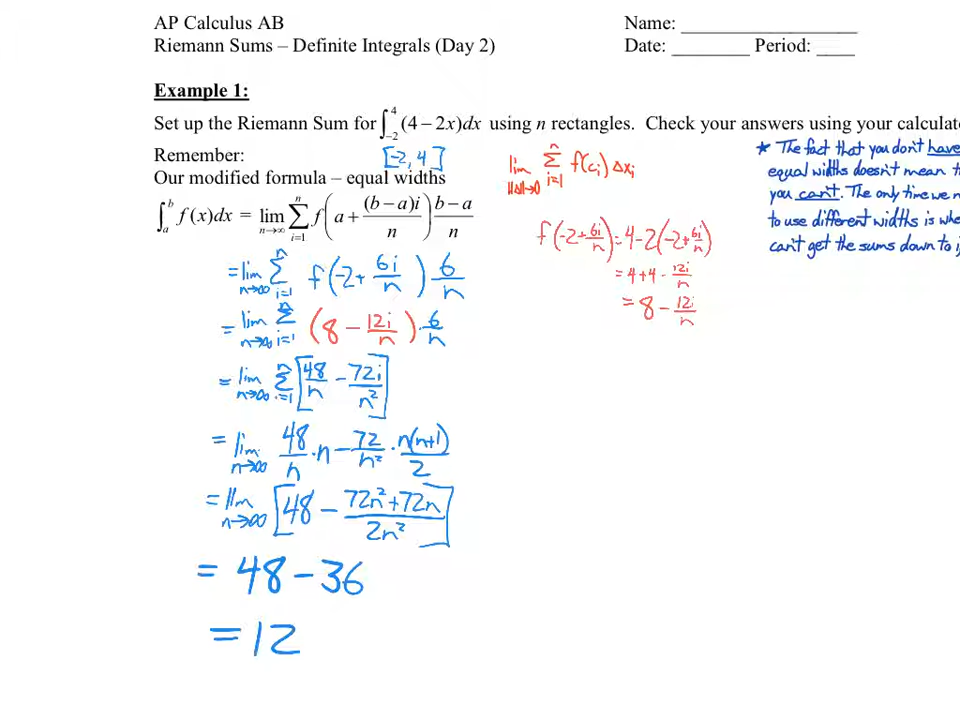 AP Calculus AB
Name: ____________________
Riemann Sums – Definite Integrals (Day 2)
Date: _________ Period: ____
Example 1:
Set up the Riemann Sum for ∫_{-2}^{4} (4 − 2x)dx using n rectangles. Check your answers using your
Remember:
[-2, 4]
Our modified formula – equal widths
∫_a^b f(x)dx = lim_{n→∞} Σ_{i=1}^{n} f(a + (b − a)i/n) (b − a)/n
= lim_{n→∞} Σ_{i=1}^{n} f(-2 + 6i/n) 6/n
= lim_{n→∞} Σ_{i=1}^{n} (8 − 12i/n) · 6/n
= lim_{n→∞} Σ_{i=1}^{n} [48/n − 72i/n²]
= lim_{n→∞} 48/n · n − 72/n² · n(n+1)/2
= lim_{n→∞} [48 − (72n² + 72n)/2n²]
= 48 − 36
= 12
lim_{||Δ||→0} Σ_{i=1}^{n} f(c_i) Δx_i
f(-2 + 6i/n) = 4 − 2(-2 + 6i/n)
= 4 + 4 − 12i/n
= 8 − 12i/n
★ The fact that you don't have
equal widths doesn't mean
you can't. The only time we
to use different widths is
can't get the sums down to